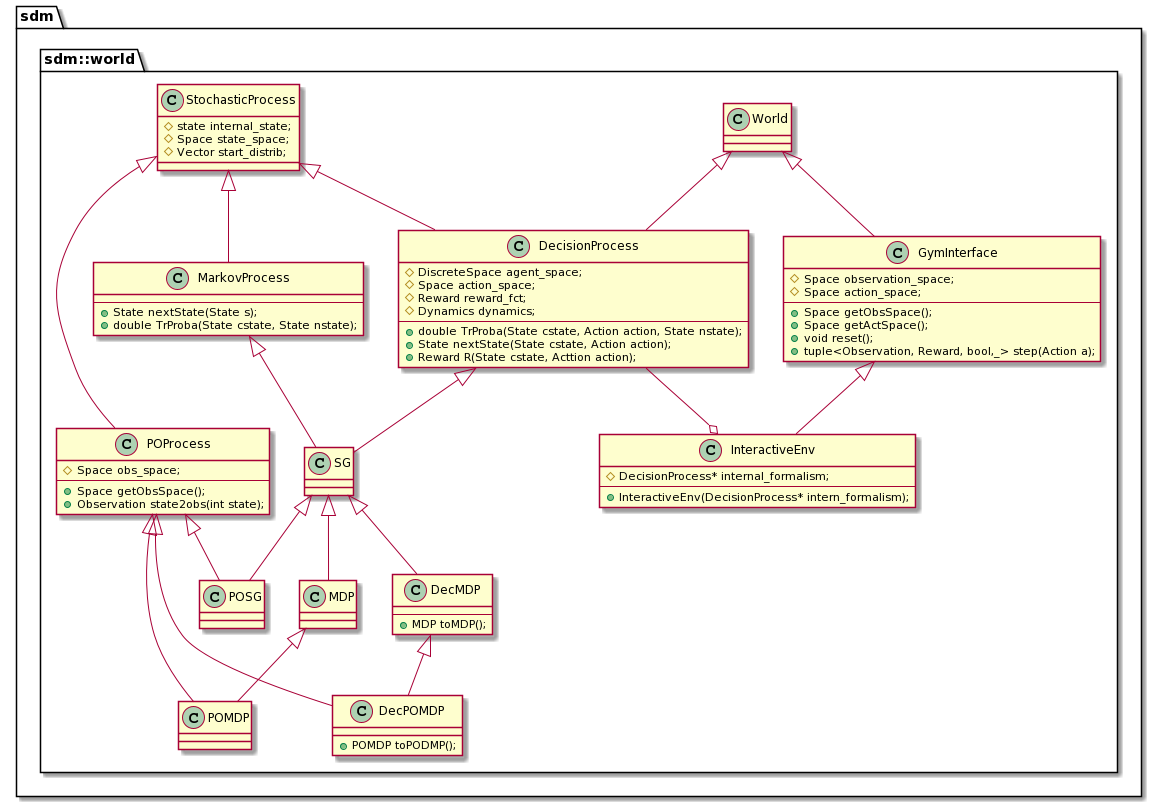 sdm
sdm::world
C StochasticProcess
state internal_state;
Space state_space;
Vector start_distrib;
C World
C MarkovProcess
State nextState(State s);
double TrProba(State cstate, State nstate);
C DecisionProcess
DiscreteSpace agent_space;
Space action_space;
Reward reward_fct;
Dynamics dynamics;
double TrProba(State cstate, Action action, State nstate);
State nextState(State cstate, Action action);
Reward R(State cstate, Acttion action);
C GymInterface
Space observation_space;
Space action_space;
Space getObsSpace();
Space getActSpace();
void reset();
tuple<Observation, Reward, bool,_> step(Action a);
C POProcess
Space obs_space;
Space getObsSpace();
Observation state2obs(int state);
C SG
C InteractiveEnv
DecisionProcess* internal_formalism;
InteractiveEnv(DecisionProcess* intern_formalism);
C POSG
C MDP
C DecMDP
MDP toMDP();
C POMDP
C DecPOMDP
POMDP toPODMP();